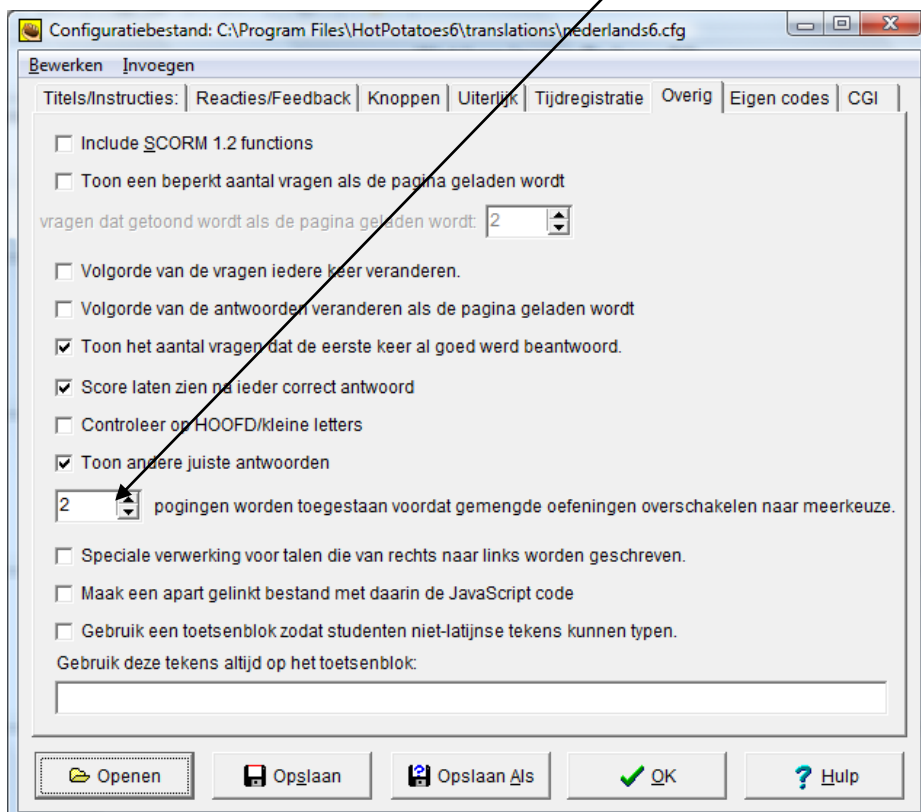 Configuratiebestand: C:\Program Files\HotPotatoes6\translations\nederlands6.cfg
Bewerken Invoegen
Titels/Instructies: Reacties/Feedback Knoppen Uiterlijk Tijdregistratie Overig Eigen codes CGI
Include SCORM 1.2 functions
Toon een beperkt aantal vragen als de pagina geladen wordt
vragen dat getoond wordt als de pagina geladen wordt: 2
Volgorde van de vragen iedere keer veranderen.
Volgorde van de antwoorden veranderen als de pagina geladen wordt
Toon het aantal vragen dat de eerste keer al goed werd beantwoord.
Score laten zien na ieder correct antwoord
Controleer op HOOFD/kleine letters
Toon andere juiste antwoorden
2 pogingen worden toegestaan voordat gemengde oefeningen overschakelen naar meerkeuze.
Speciale verwerking voor talen die van rechts naar links worden geschreven.
Maak een apart gelinkt bestand met daarin de JavaScript code
Gebruik een toetsenblok zodat studenten niet-latijnse tekens kunnen typen.
Gebruik deze tekens altijd op het toetsenblok:
Openen Opslaan Opslaan Als OK Hulp